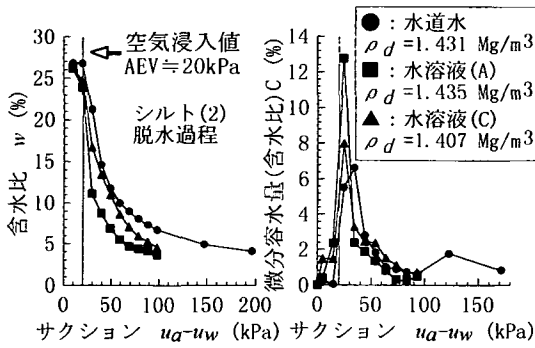 30
25
20
15
10
5
0
含水比 w (%)
空気浸入値
AEV≒20kPa
シルト(2)
脱水過程
0 50 100 150 200
サクション ua-uw (kPa)
14
12
10
8
6
4
2
0
微分容水量(含水比)C (%)
●: 水道水
ρd=1.431 Mg/m3
■: 水溶液(A)
ρd=1.435 Mg/m3
▲: 水溶液(C)
ρd=1.407 Mg/m3
0 50 100 150
サクション ua-uw (kPa)